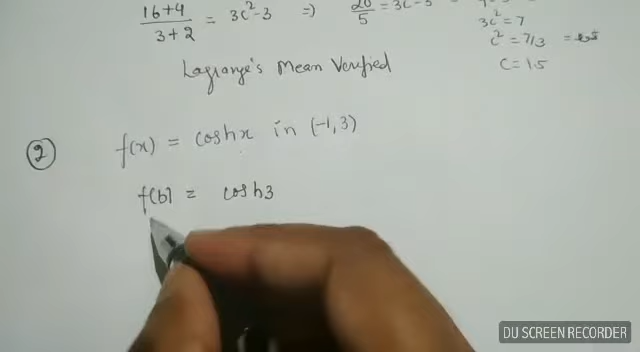 16+4 / 3+2 = 3c²-3 ⇒ 20/5 = 3c-3
3c² = 7
c² = 7/3 =
c = 1.5
Lagrange's Mean Verified
② f(x) = coshx in (-1,3)
f(b) = cosh3
DU SCREEN RECORDER